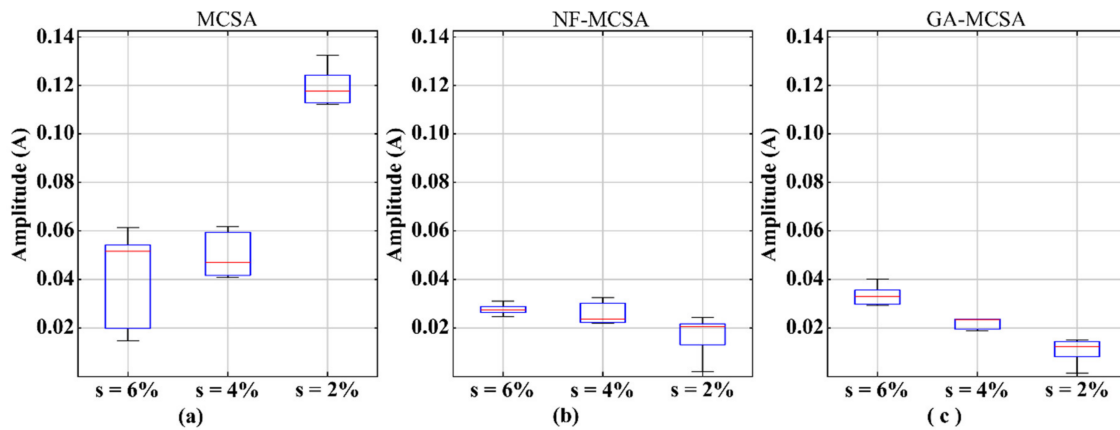 MCSA
0.14
0.12
0.10
0.08
0.06
0.04
0.02
Amplitude (A)
s = 6% s = 4% s = 2%
(a)
NF-MCSA
0.14
0.12
0.10
0.08
0.06
0.04
0.02
Amplitude (A)
s = 6% s = 4% s = 2%
(b)
GA-MCSA
0.14
0.12
0.10
0.08
0.06
0.04
0.02
Amplitude (A)
s = 6% s = 4% s = 2%
( c )